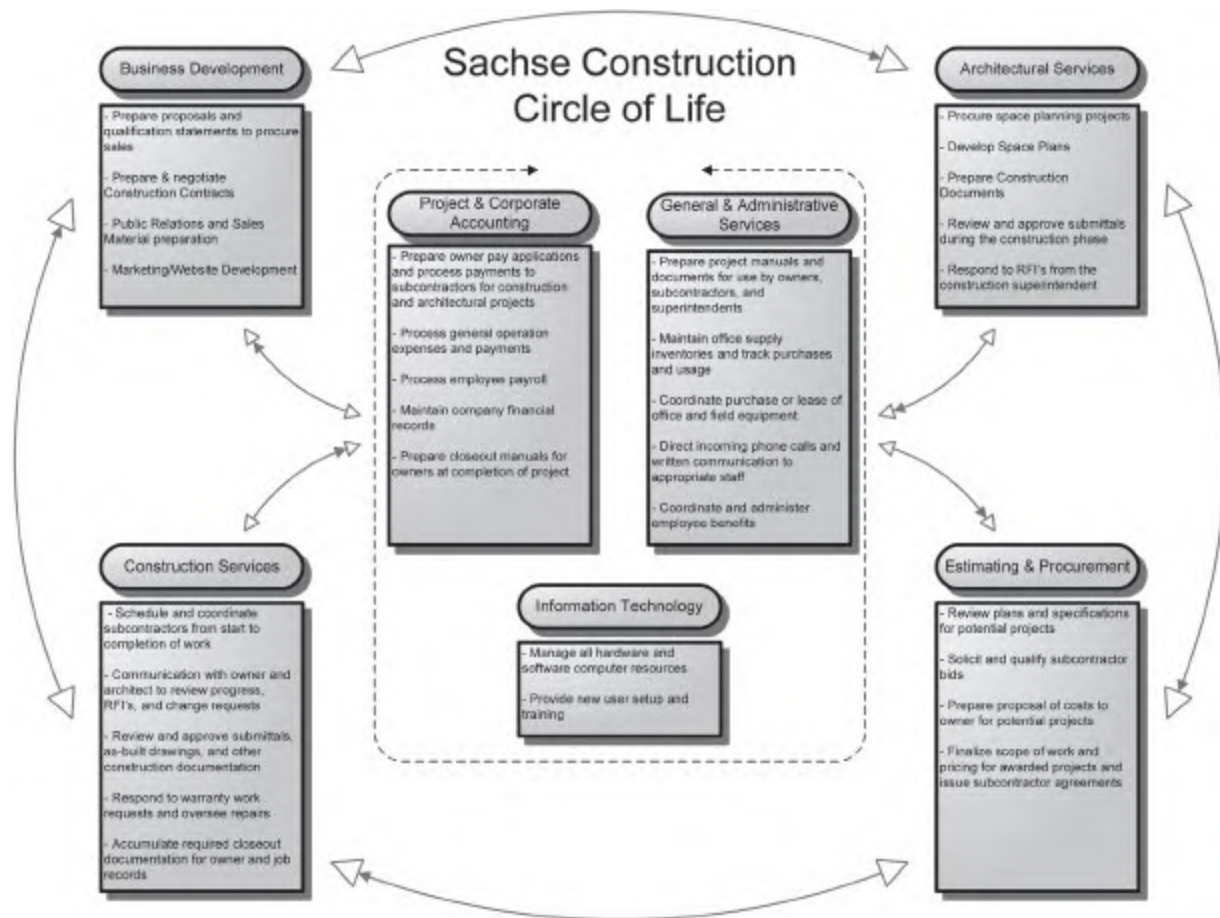 Sachse Construction
Circle of Life
Business Development
- Prepare proposals and
qualification statements to procure
sales
- Prepare & negotiate
Construction Contracts
- Public Relations and Sales
Material preparation
- Marketing/Website Development
Architectural Services
- Procure space planning projects
- Develop Space Plans
- Prepare Construction
Documents
- Review and approve submittals
during the construction phase
- Respond to RFI's from the
construction superintendent
Project & Corporate
Accounting
- Prepare owner pay applications
and process payments to
subcontractors for construction
and architectural projects
- Process general operation
expenses and payments
- Process employee payroll
- Maintain company financial
records
- Prepare closeout manuals for
owners at completion of project
General & Administrative
Services
- Prepare project manuals and
documents for use by owners,
subcontractors, and
superintendents
- Maintain office supply
inventories and track purchases
and usage
- Coordinate purchase or lease of
office and field equipment
- Direct incoming phone calls and
written communication to
appropriate staff
- Coordinate and administer
employee benefits
Construction Services
- Schedule and coordinate
subcontractors from start to
completion of work
- Communication with owner and
architect to review progress,
RFI's, and change requests
- Review and approve submittals,
as-built drawings, and other
construction documentation
- Respond to warranty work
requests and oversee repairs
- Accumulate required closeout
documentation for owner and job
records
Information Technology
- Manage all hardware and
software computer resources
- Provide new user setup and
training
Estimating & Procurement
- Review plans and specifications
for potential projects
- Solicit and qualify subcontractor
bids
- Prepare proposal of costs to
owner for potential projects
- Finalize scope of work and
pricing for awarded projects and
issue subcontractor agreements